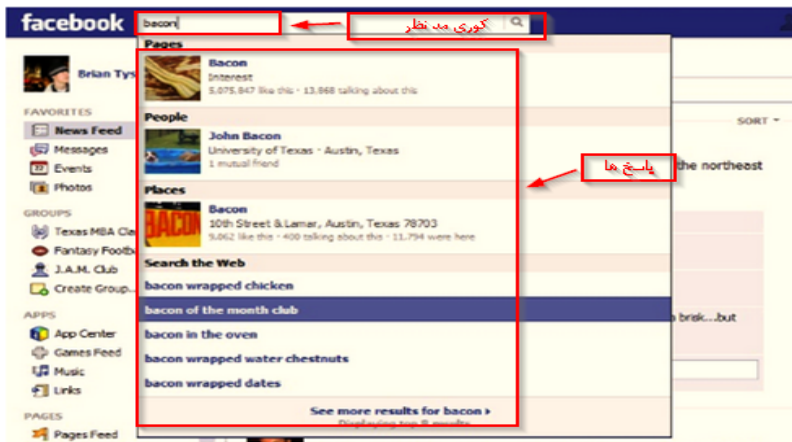 facebook
bacon
کوری مد نظر
Pages
Bacon
Interest
5,075,847 like this · 13,868 talking about this
People
John Bacon
University of Texas · Austin, Texas
1 mutual friend
Places
BACON
Bacon
10th Street & Lamar, Austin, Texas 78703
9,062 like this · 400 talking about this · 11,794 were here
Search the Web
bacon wrapped chicken
bacon of the month club
bacon in the oven
bacon wrapped water chestnuts
bacon wrapped dates
See more results for bacon
Displaying top 8 results
پاسخ ها
Brian Tys
FAVORITES
News Feed
Messages
Events
Photos
GROUPS
Texas MBA Cla
Fantasy Footb
J.A.M. Club
Create Group...
APPS
App Center
Games Feed
Music
Links
PAGES
Pages Feed
SORT
the northeast
brisk...but